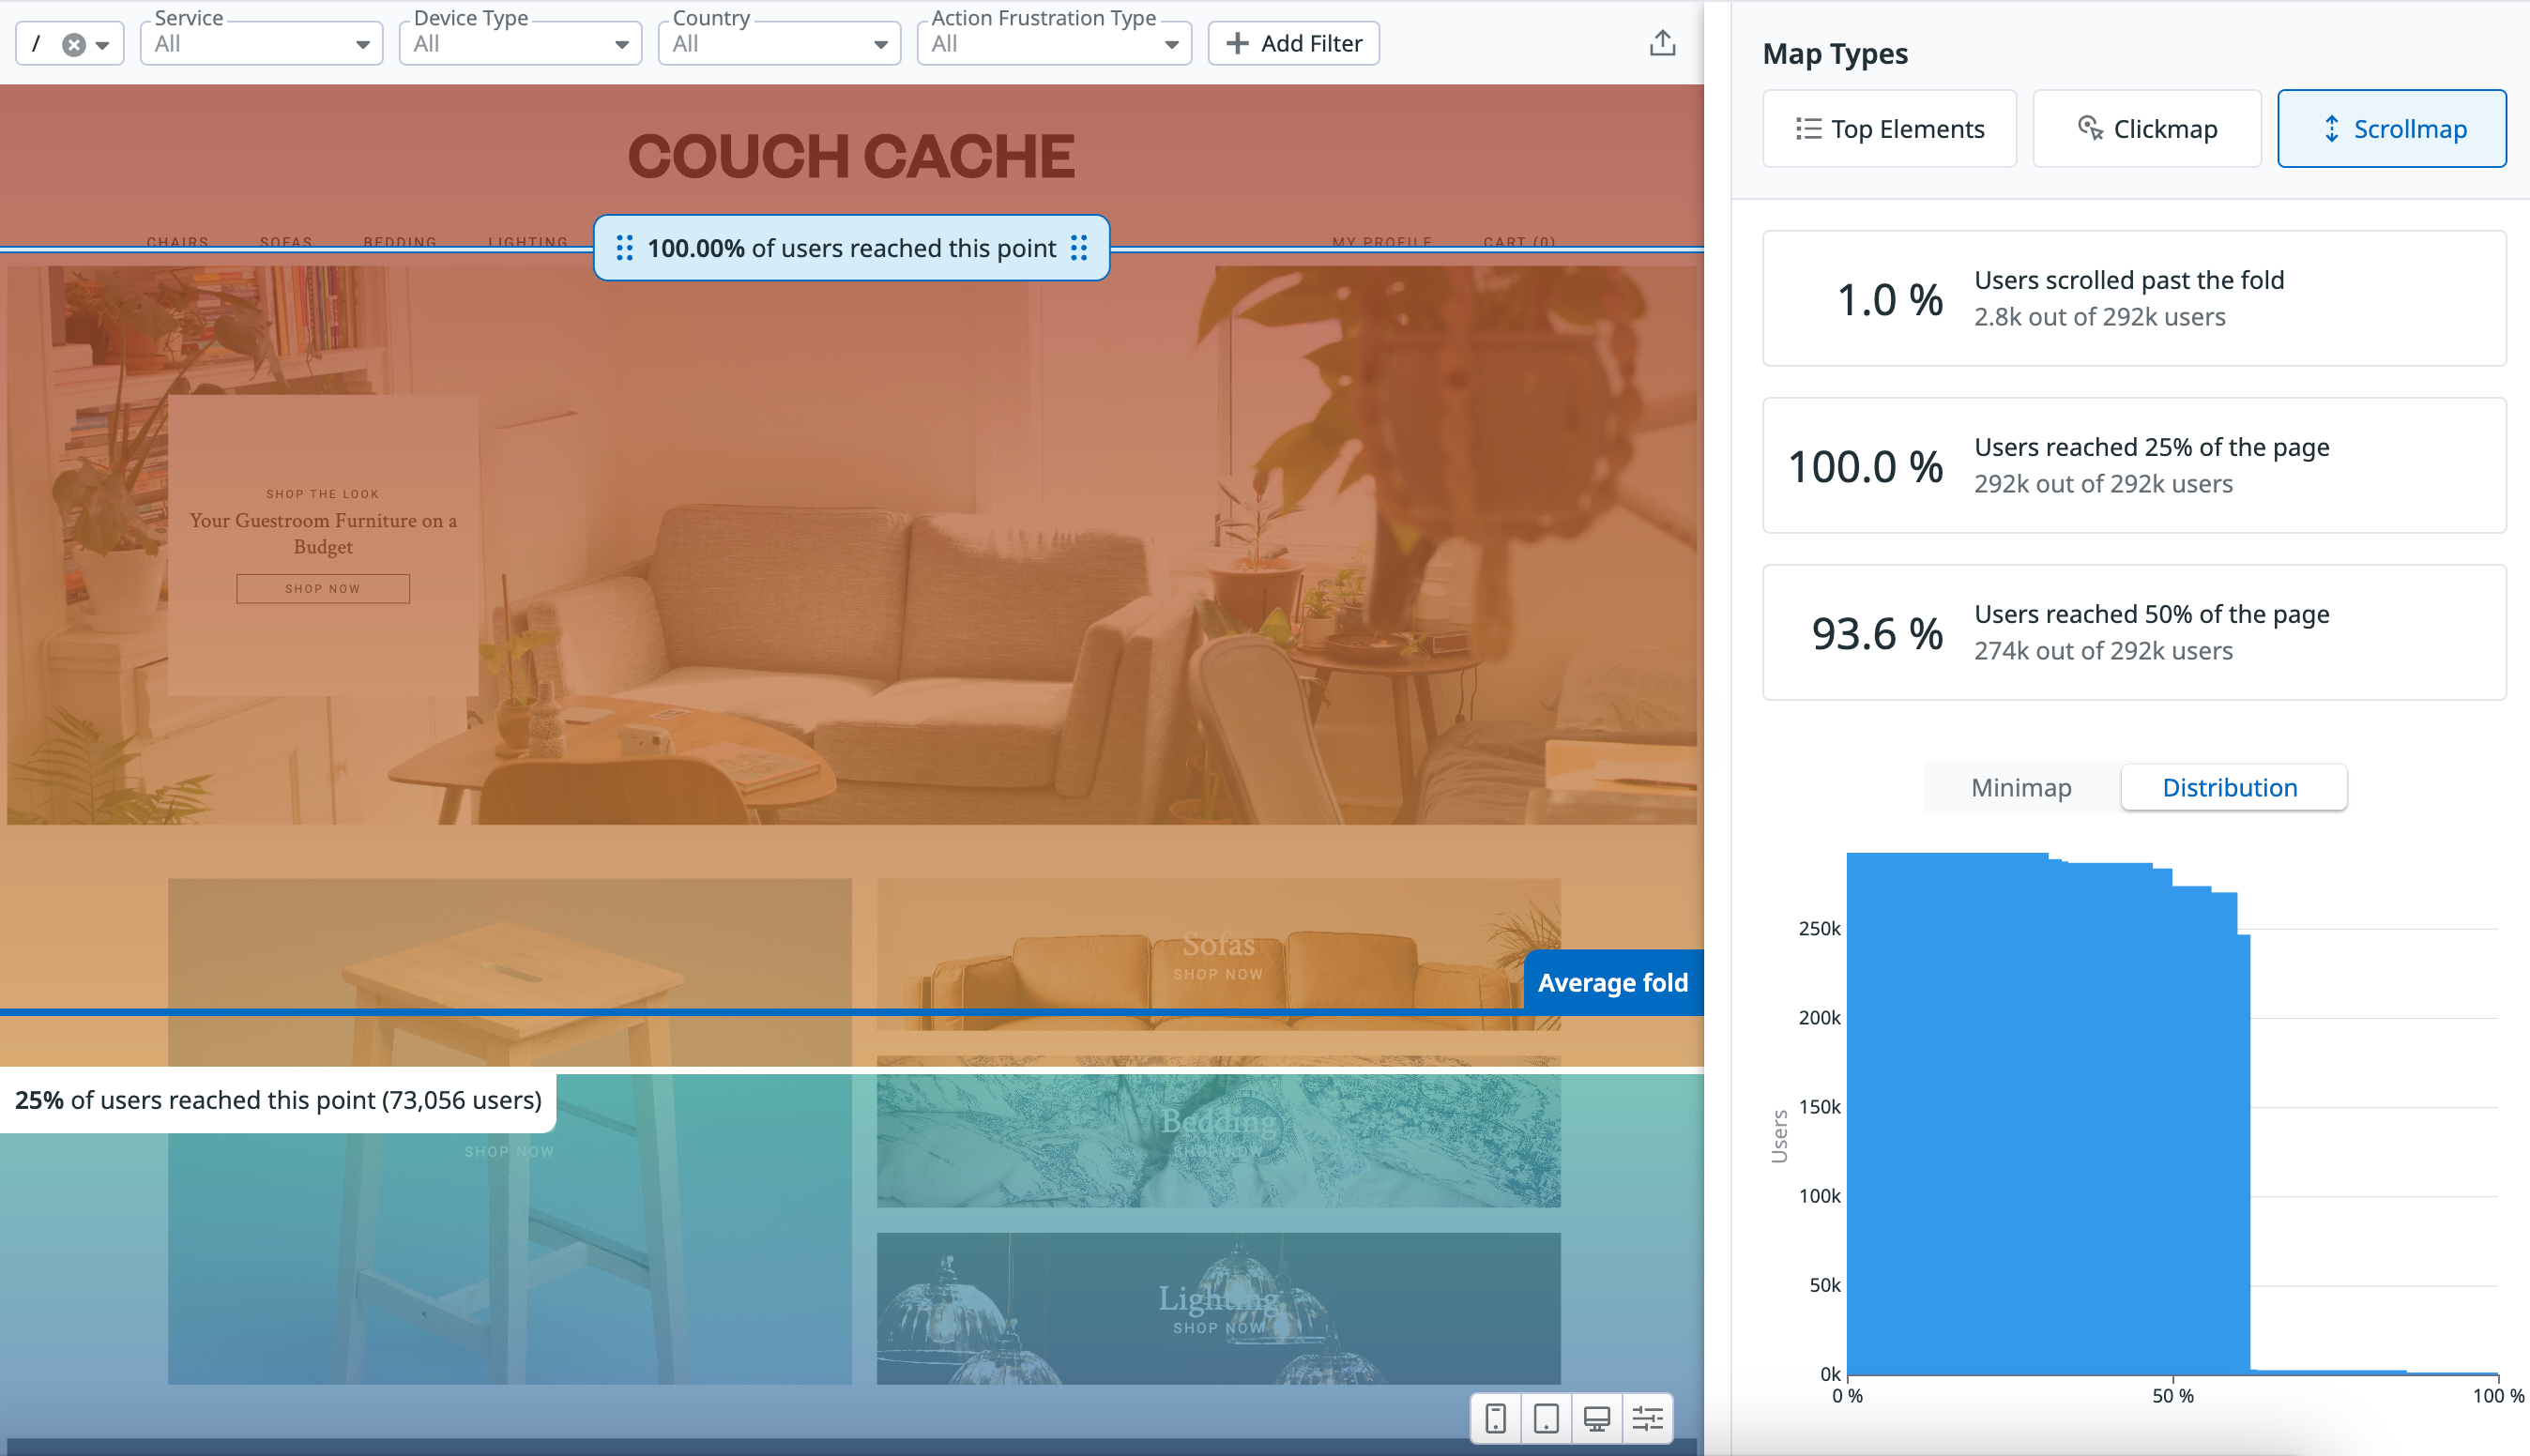 Service
Device Type
Country
Action Frustration Type
/
All
All
All
All
Add Filter
COUCH CACHE
CHAIRS
SOFAS
BEDDING
LIGHTING
MY PROFILE
CART (0)
100.00% of users reached this point
SHOP THE LOOK
Your Guestroom Furniture on a
Budget
SHOP NOW
Sofas
SHOP NOW
Average fold
25% of users reached this point (73,056 users)
SHOP NOW
Bedding
SHOP NOW
Lighting
SHOP NOW
Map Types
Top Elements
Clickmap
Scrollmap
1.0 %
Users scrolled past the fold
2.8k out of 292k users
100.0 %
Users reached 25% of the page
292k out of 292k users
93.6 %
Users reached 50% of the page
274k out of 292k users
Minimap
Distribution
Users
250k
200k
150k
100k
50k
0k
0 %
50 %
100 %